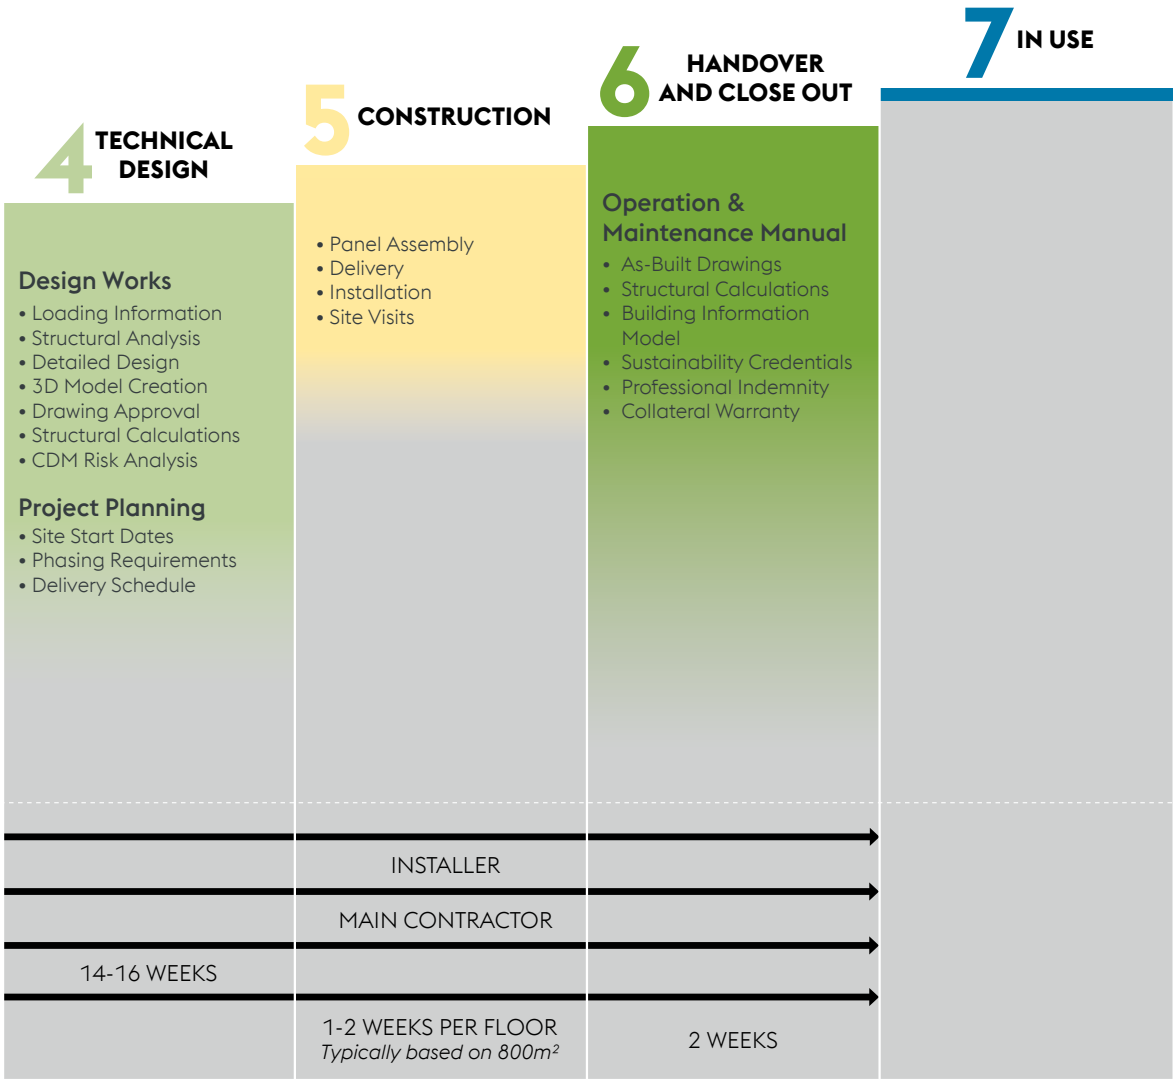 4 TECHNICAL
DESIGN
Design Works
• Loading Information
• Structural Analysis
• Detailed Design
• 3D Model Creation
• Drawing Approval
• Structural Calculations
• CDM Risk Analysis
Project Planning
• Site Start Dates
• Phasing Requirements
• Delivery Schedule
5 CONSTRUCTION
• Panel Assembly
• Delivery
• Installation
• Site Visits
6 HANDOVER
AND CLOSE OUT
Operation &
Maintenance Manual
• As-Built Drawings
• Structural Calculations
• Building Information
Model
• Sustainability Credentials
• Professional Indemnity
• Collateral Warranty
7 IN USE
INSTALLER
MAIN CONTRACTOR
14-16 WEEKS
1-2 WEEKS PER FLOOR
Typically based on 800m²
2 WEEKS